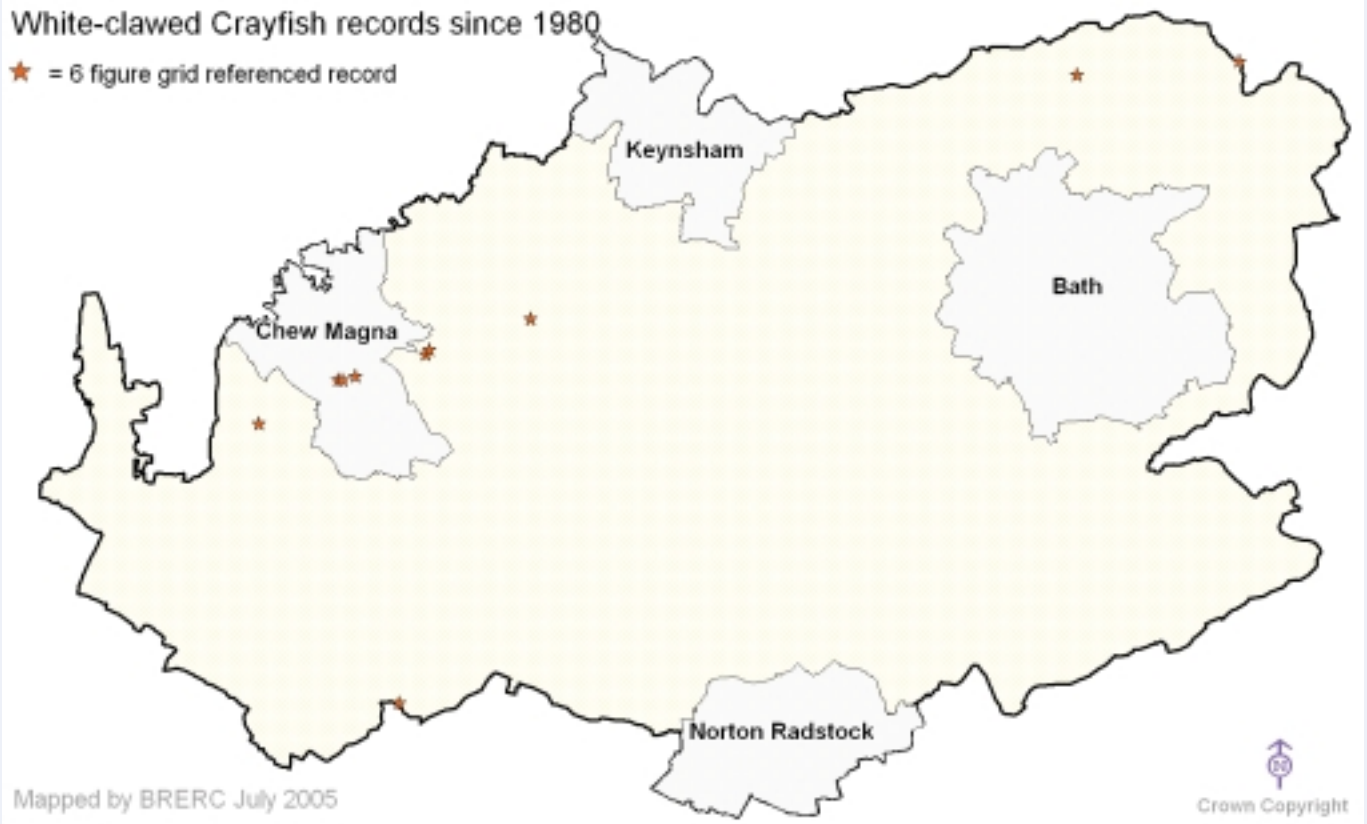 White-clawed Crayfish records since 1980
= 6 figure grid referenced record
Keynsham
Bath
Chew Magna
Norton Radstock
N
Mapped by BRERC July 2005
Crown Copyright